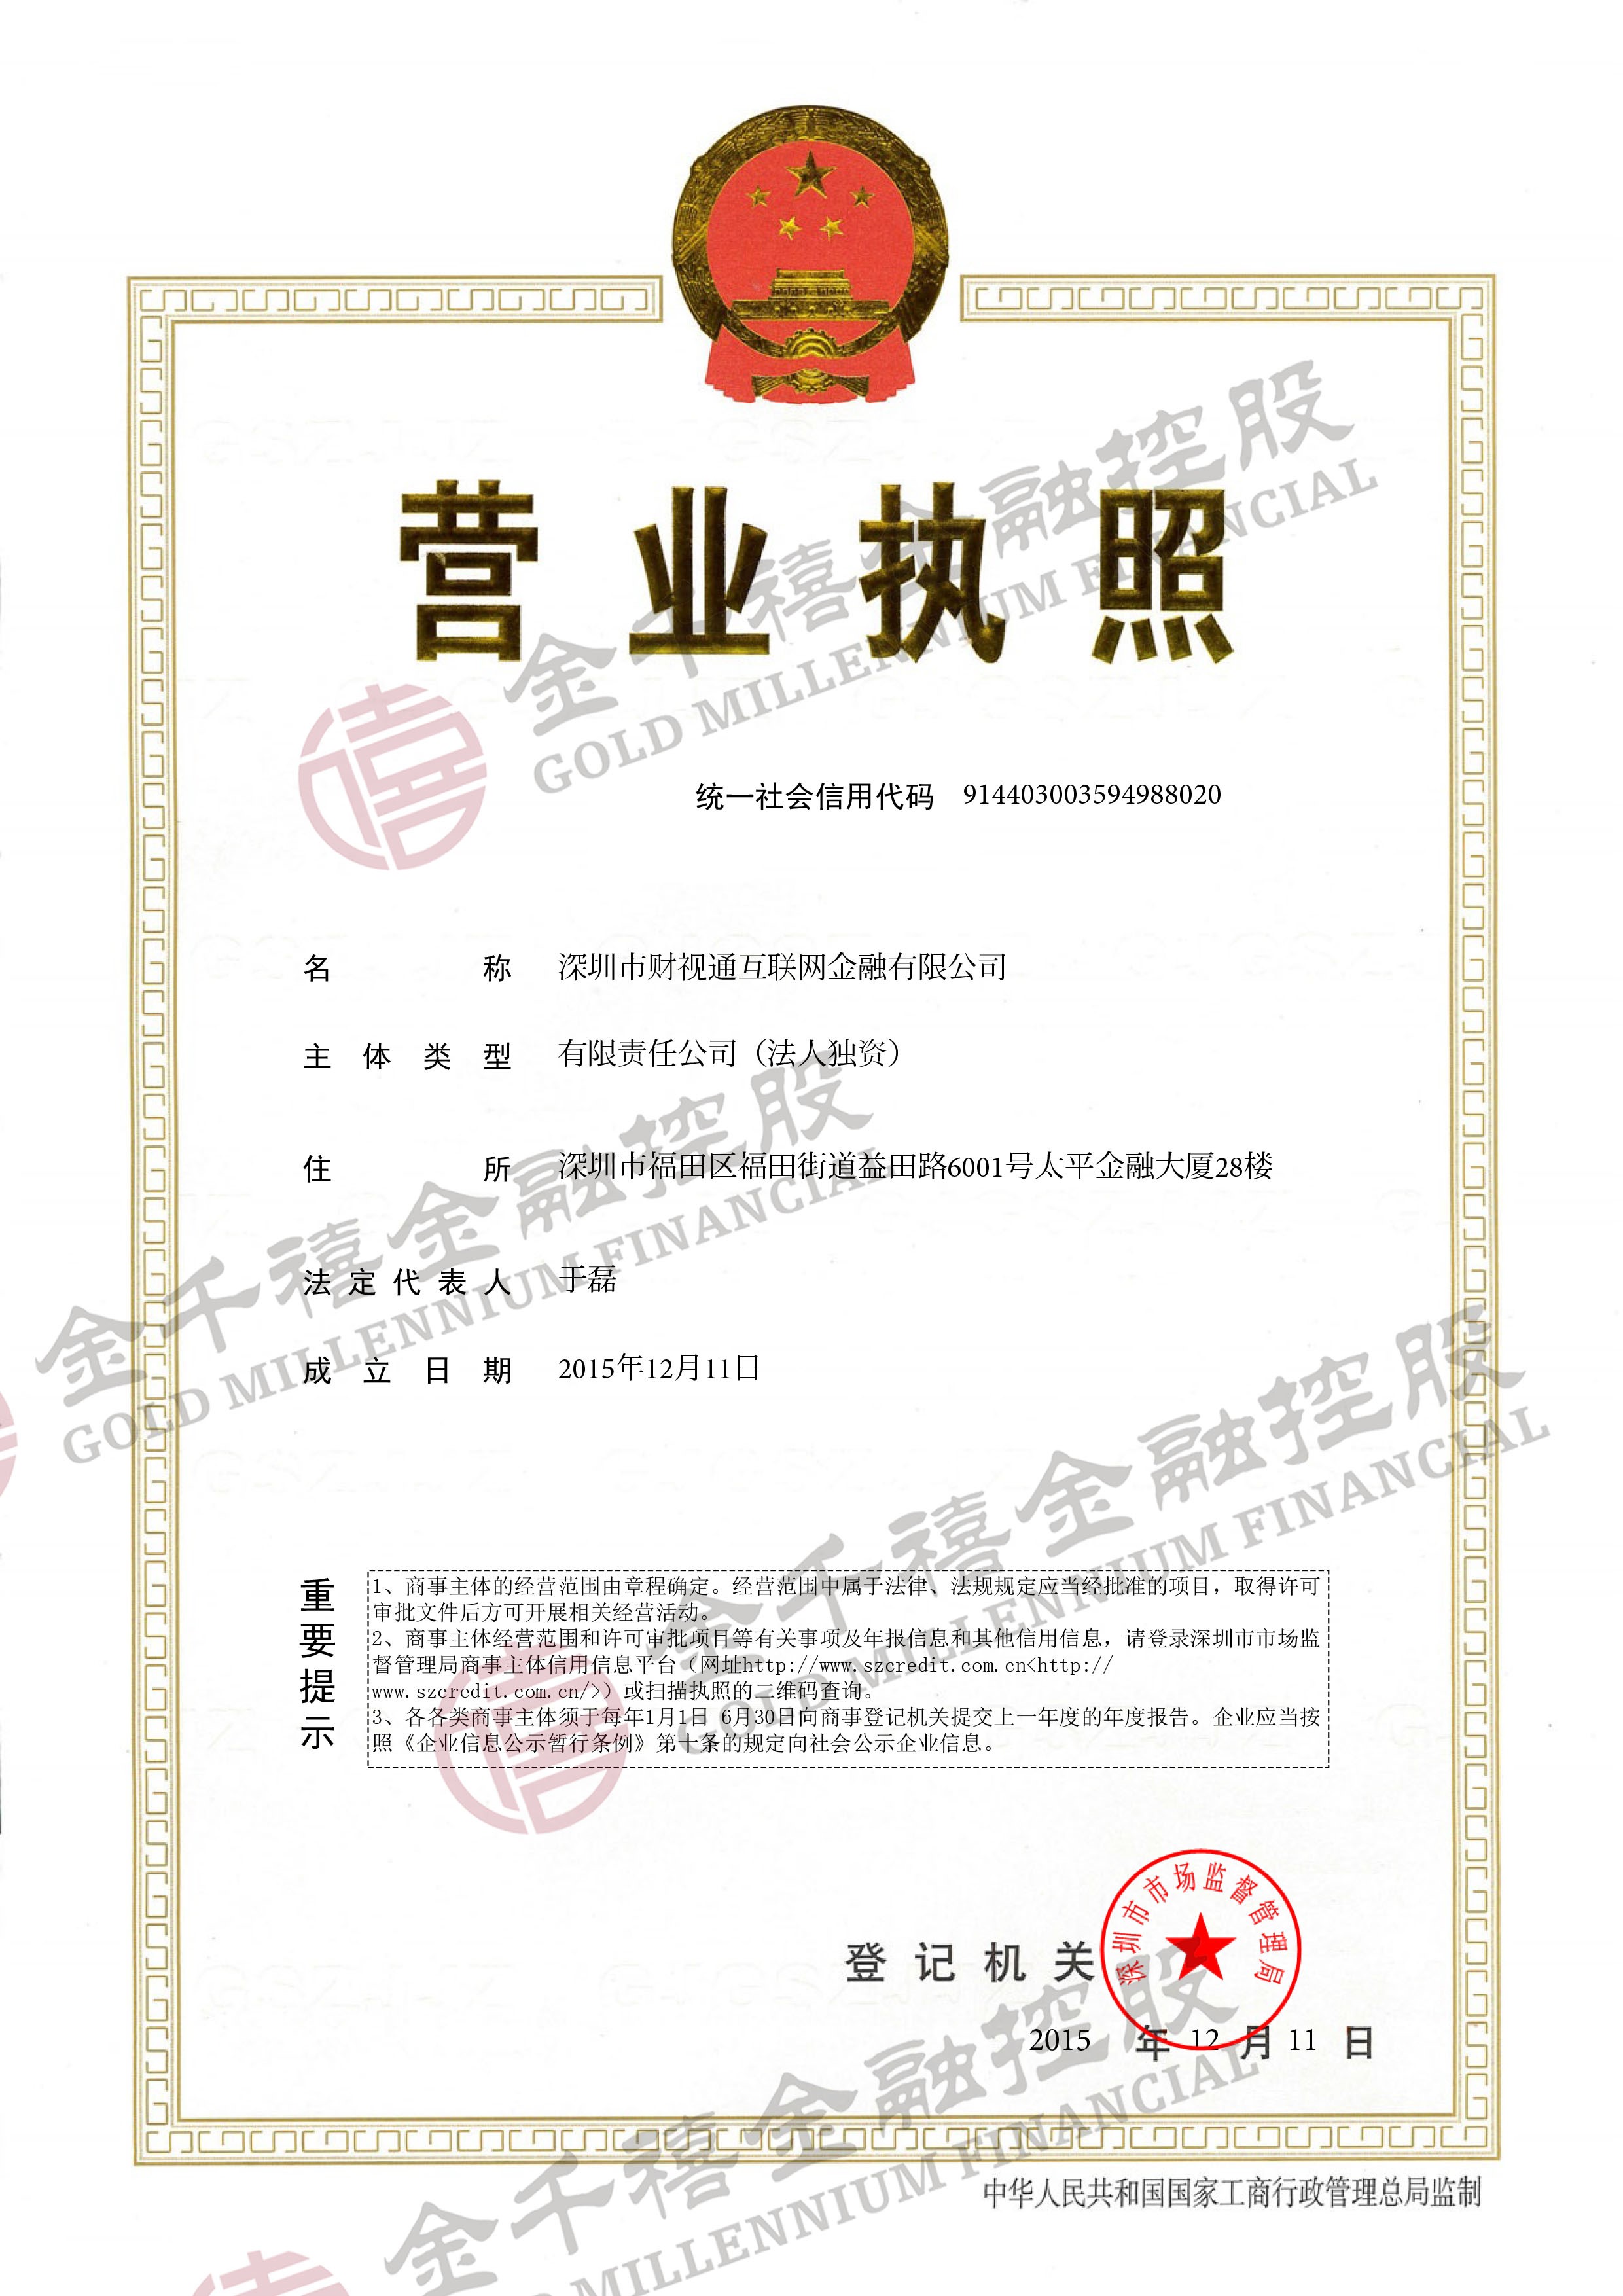 营业执照
统一社会信用代码 914403003594988020
名称 深圳市财视通互联网金融有限公司
主体类型 有限责任公司（法人独资）
住所 深圳市福田区福田街道益田路6001号太平金融大厦28楼
法定代表人 于磊
成立日期 2015年12月11日
重要提示
1、商事主体的经营范围由章程确定。经营范围中属于法律、法规规定应当经批准的项目，取得许可
审批文件后方可开展相关经营活动。
2、商事主体经营范围和许可审批项目等有关事项及年报信息和其他信用信息，请登录深圳市市场监
督管理局商事主体信用信息平台（网址http://www.szcredit.com.cn<http://
www.szcredit.com.cn/>）或扫描执照的二维码查询。
3、各各类商事主体须于每年1月1日-6月30日向商事登记机关提交上一年度的年度报告。企业应当按
照《企业信息公示暂行条例》第十条的规定向社会公示企业信息。
登记机关
深圳市市场监督管理局
2015 年 12 月 11 日
中华人民共和国国家工商行政管理总局监制
金千禧金融控股
GOLD MILLENNIUM FINANCIAL
金千禧金融控股
GOLD MILLENNIUM FINANCIAL
金千禧金融控股
GOLD MILLENNIUM FINANCIAL
金千禧金融控股
GOLD MILLENNIUM FINANCIAL